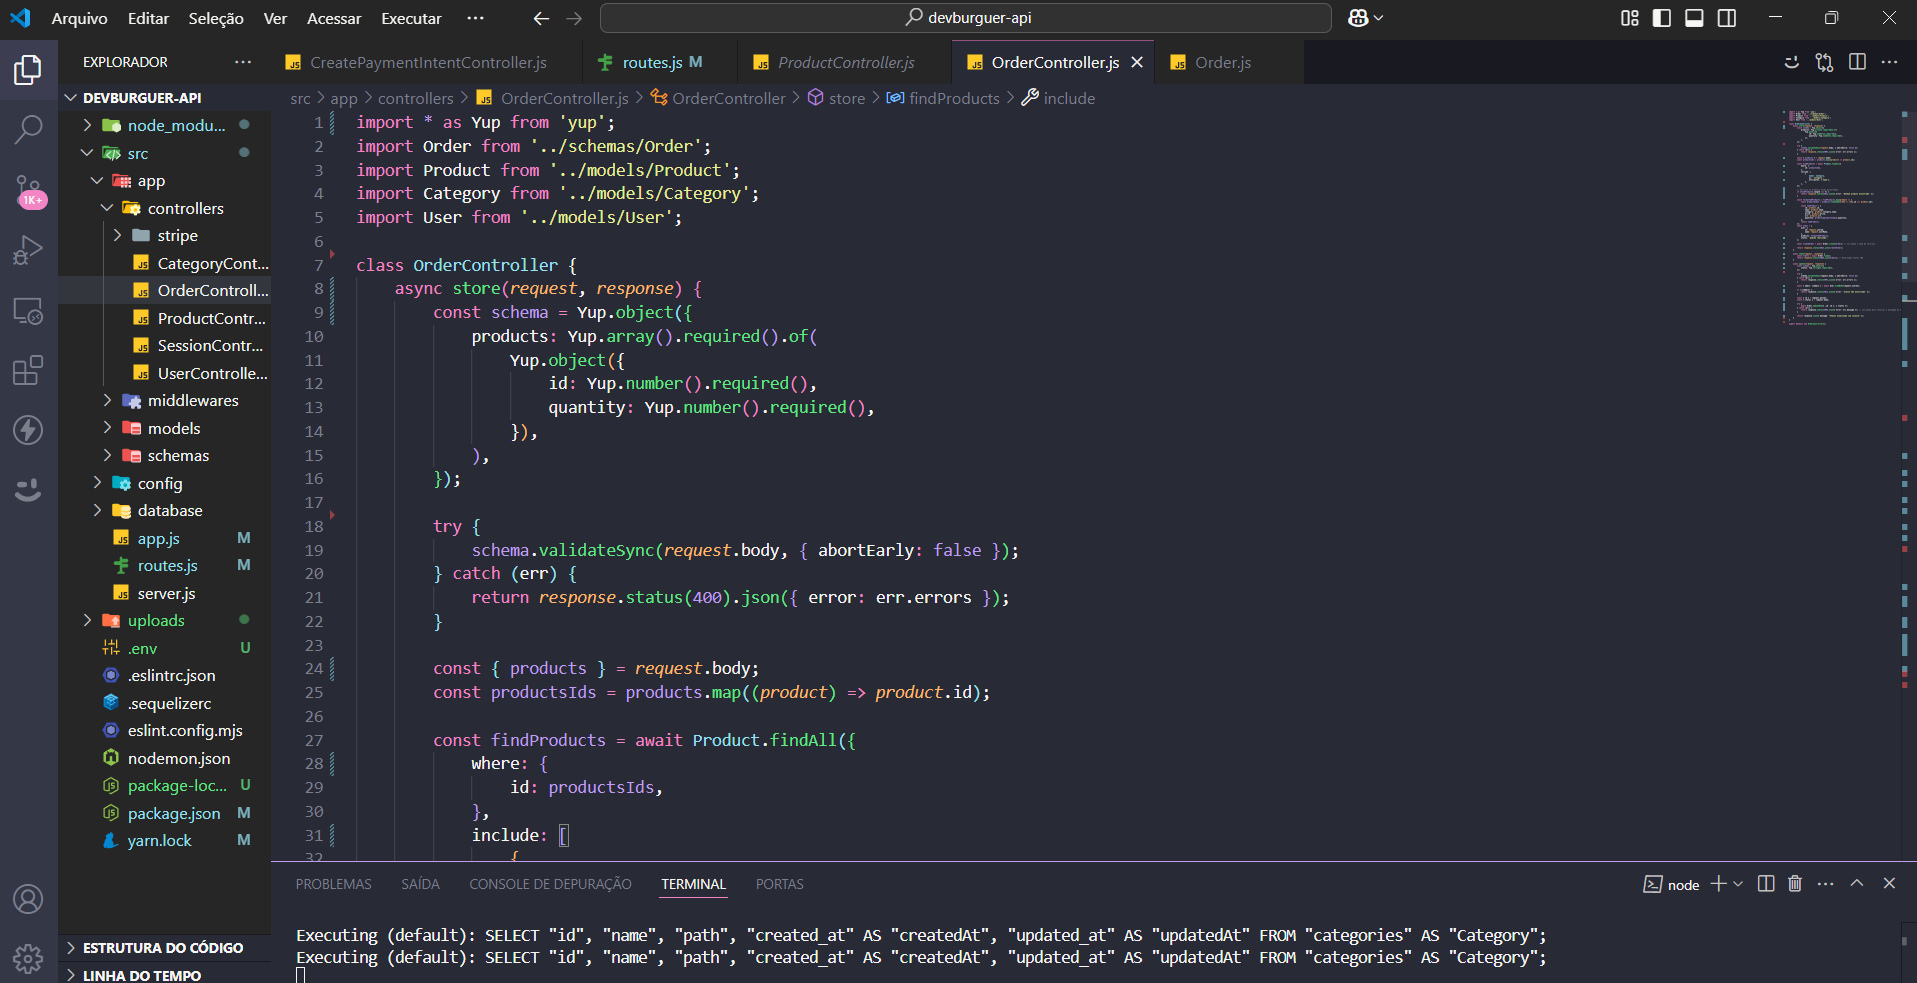 Arquivo Editar Seleção Ver Acessar Executar ··· devburguer-api
EXPLORADOR ···
CreatePaymentIntentController.js routes.js M ProductController.js OrderController.js Order.js
src > app > controllers > OrderController.js > OrderController > store > findProducts > include
DEVBURGUER-API
node_modu...
src
app
controllers
stripe
CategoryCont...
OrderControll...
ProductContr...
SessionContr...
UserControlle...
middlewares
models
schemas
config
database
app.js M
routes.js M
server.js
uploads
.env U
.eslintrc.json
.sequelizerc
eslint.config.mjs
nodemon.json
package-loc... U
package.json M
yarn.lock M
ESTRUTURA DO CÓDIGO
LINHA DO TEMPO
1K+
1 import * as Yup from 'yup';
2 import Order from '../schemas/Order';
3 import Product from '../models/Product';
4 import Category from '../models/Category';
5 import User from '../models/User';
6
7 class OrderController {
8 async store(request, response) {
9 const schema = Yup.object({
10 products: Yup.array().required().of(
11 Yup.object({
12 id: Yup.number().required(),
13 quantity: Yup.number().required(),
14 }),
15 ),
16 });
17
18 try {
19 schema.validateSync(request.body, { abortEarly: false });
20 } catch (err) {
21 return response.status(400).json({ error: err.errors });
22 }
23
24 const { products } = request.body;
25 const productsIds = products.map((product) => product.id);
26
27 const findProducts = await Product.findAll({
28 where: {
29 id: productsIds,
30 },
31 include: [
32 {
PROBLEMAS SAÍDA CONSOLE DE DEPURAÇÃO TERMINAL PORTAS node
Executing (default): SELECT "id", "name", "path", "created_at" AS "createdAt", "updated_at" AS "updatedAt" FROM "categories" AS "Category";
Executing (default): SELECT "id", "name", "path", "created_at" AS "createdAt", "updated_at" AS "updatedAt" FROM "categories" AS "Category";